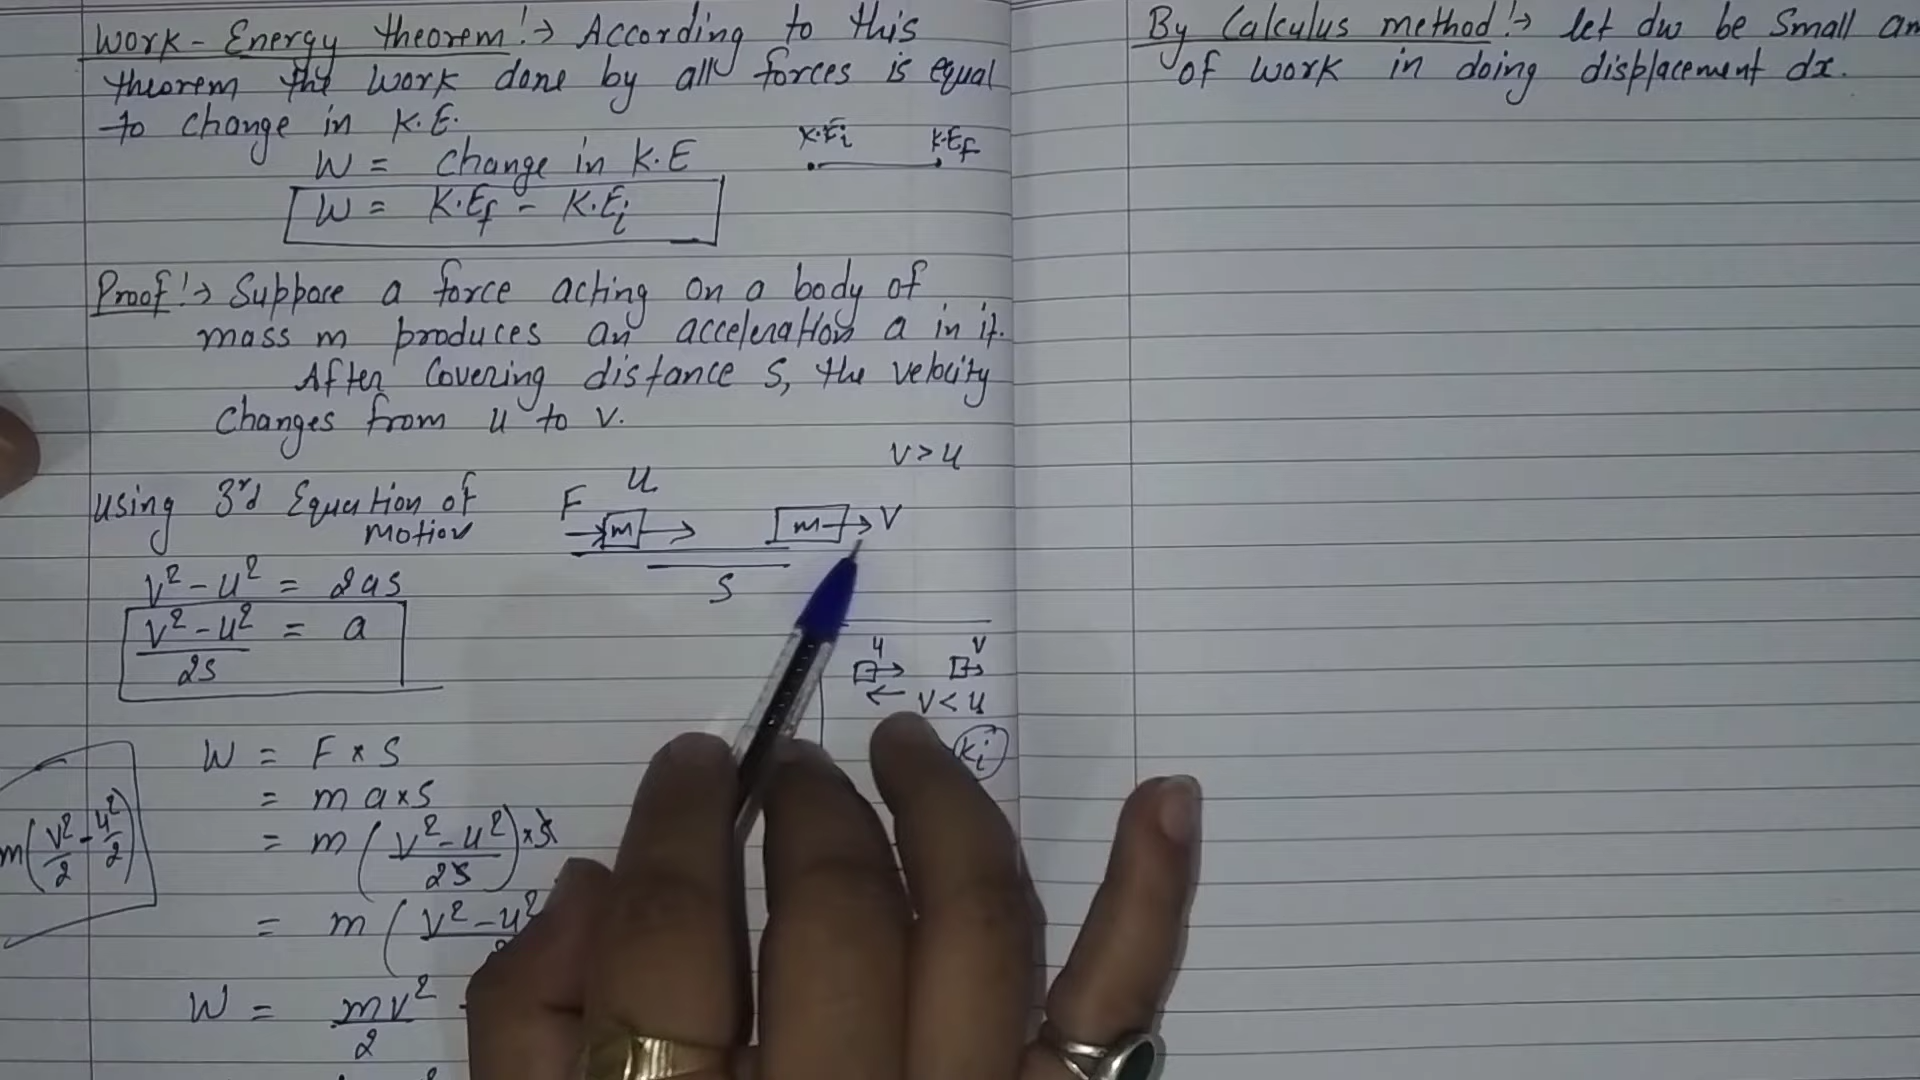 Work-Energy theorem :→ According to this
theorem the work done by all forces is equal
to change in K.E.
W = change in K.E
W = K.Ef - K.Ei
K.Ei K.Ef
Proof :→ Suppose a force acting on a body of
mass m produces an acceleration a in it.
After covering distance s, the velocity
changes from u to v.
v > u
using 3rd Equation of
motion
F u
m m v
s
v² - u² = 2as
v² - u² / 2s = a
u v
v < u
Ki
W = F × s
= m a × s
= m ( v² - u² / 2s ) × s
= m ( v² - u²
m ( v²/2 - u²/2 )
W = mv² / 2
By Calculus method :→ let dw be small
of work in doing displacement dx.